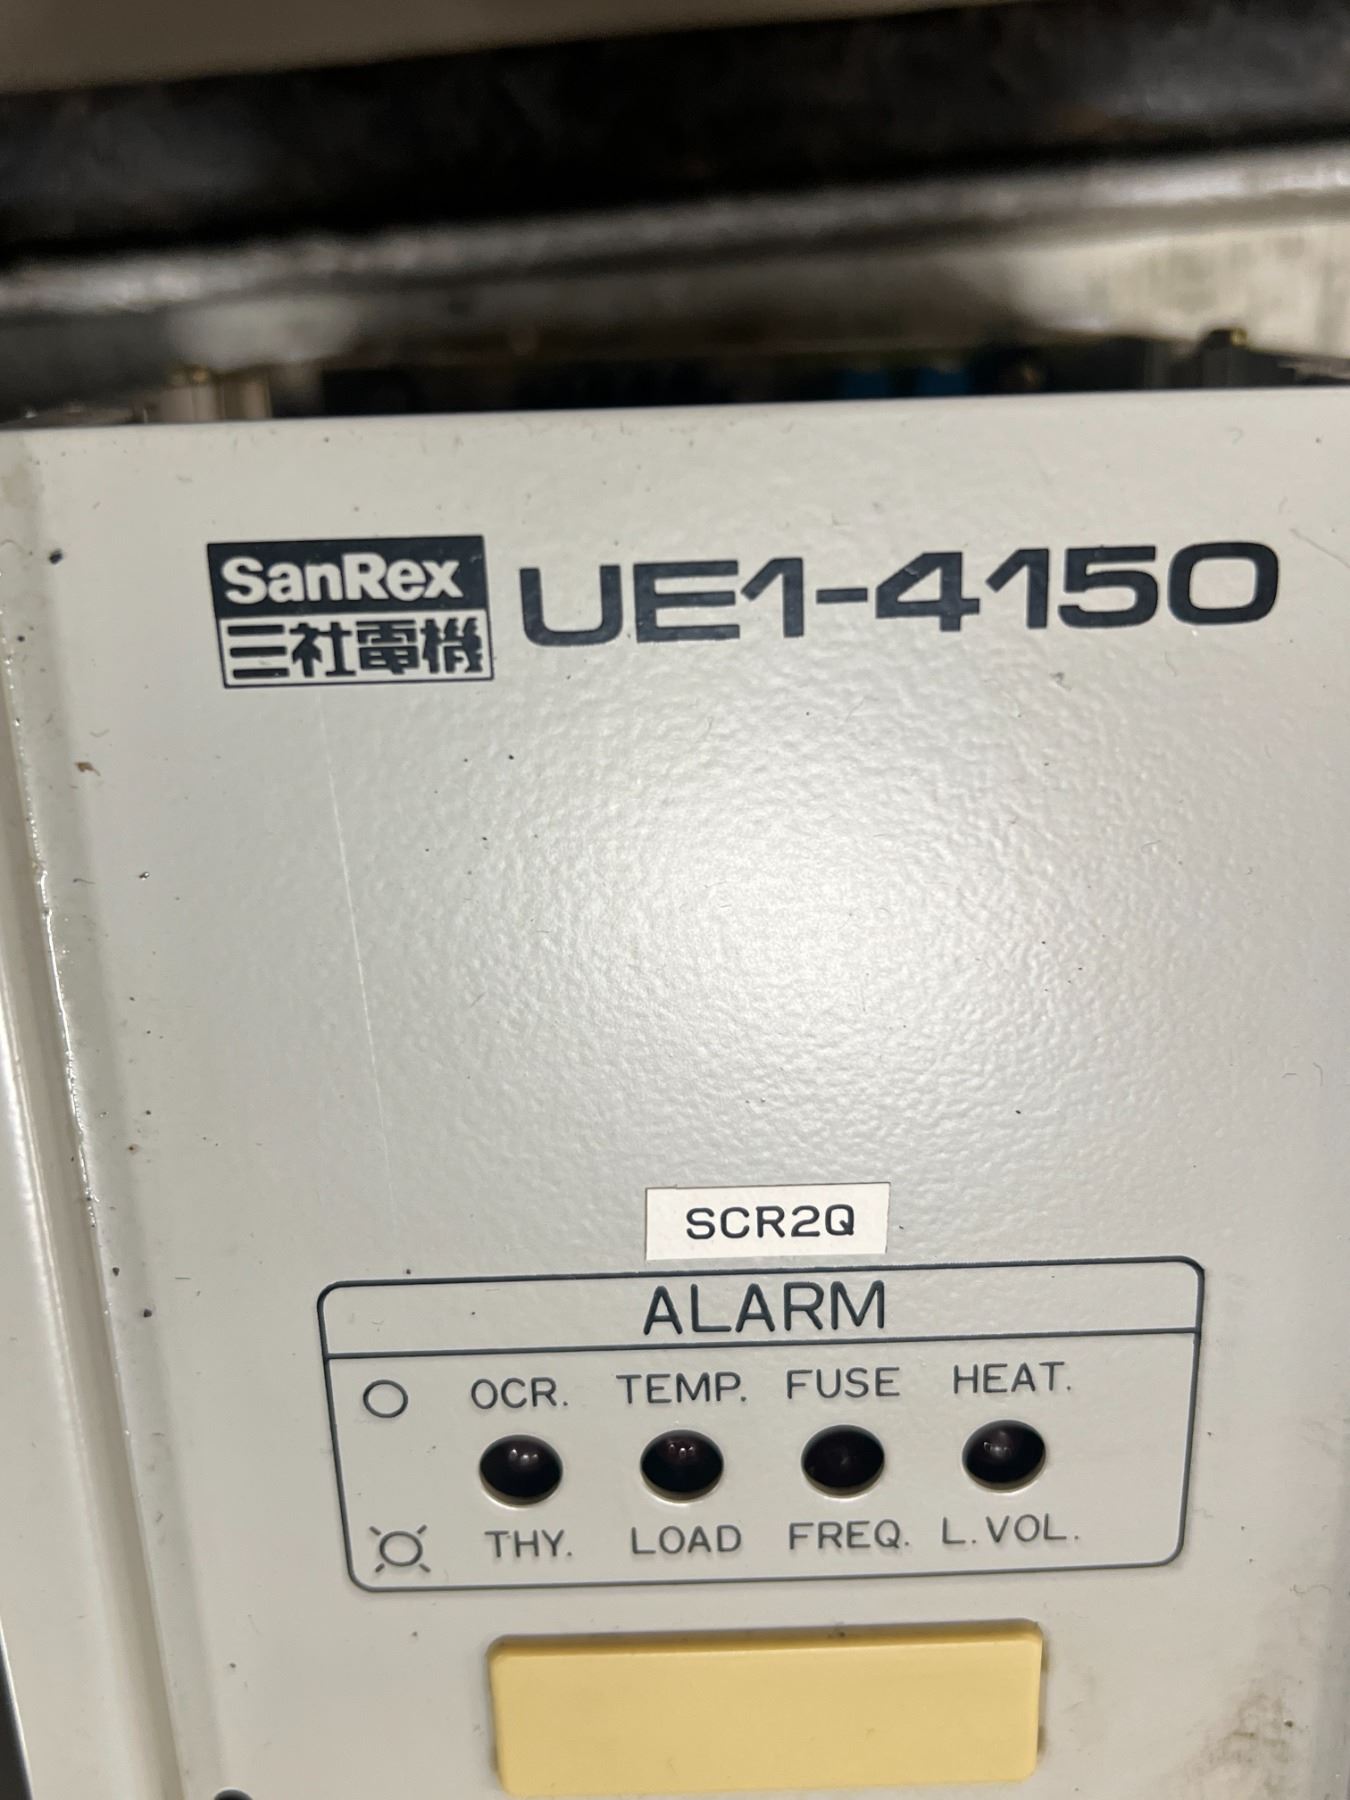 SanRex
三社電機
UE1-4150
SCR2Q
ALARM
OCR. TEMP. FUSE HEAT.
THY. LOAD FREQ. L.VOL.